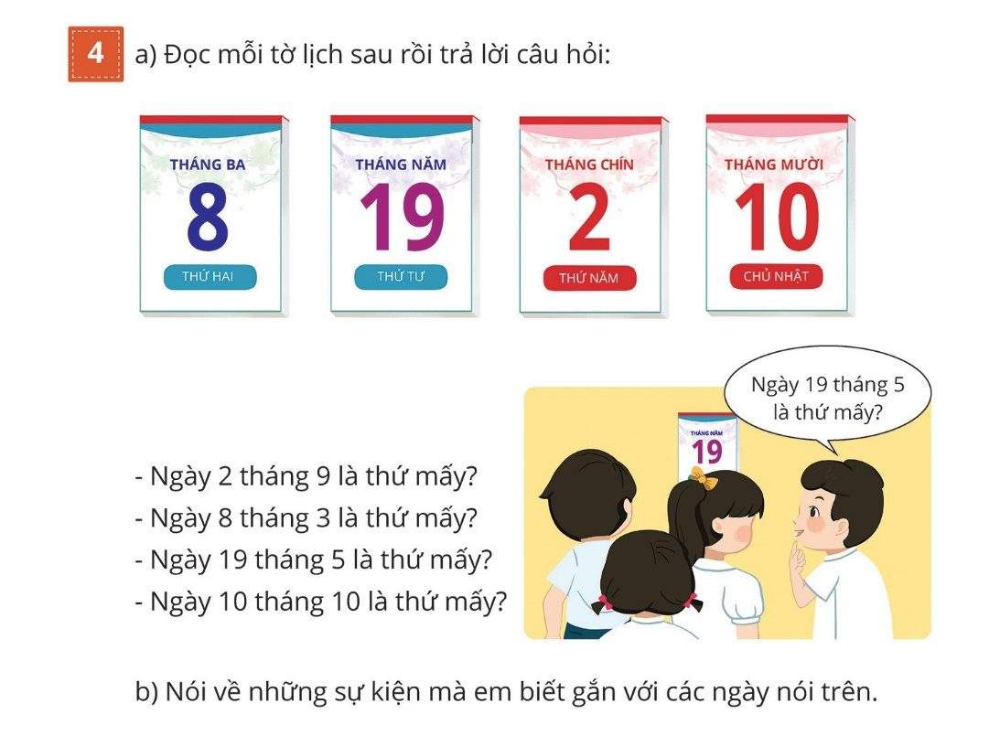 4
a) Đọc mỗi tờ lịch sau rồi trả lời câu hỏi:
THÁNG BA
8
THỨ HAI
THÁNG NĂM
19
THỨ TƯ
THÁNG CHÍN
2
THỨ NĂM
THÁNG MƯỜI
10
CHỦ NHẬT
Ngày 19 tháng 5
là thứ mấy?
THÁNG NĂM
19
- Ngày 2 tháng 9 là thứ mấy?
- Ngày 8 tháng 3 là thứ mấy?
- Ngày 19 tháng 5 là thứ mấy?
- Ngày 10 tháng 10 là thứ mấy?
b) Nói về những sự kiện mà em biết gắn với các ngày nói trên.